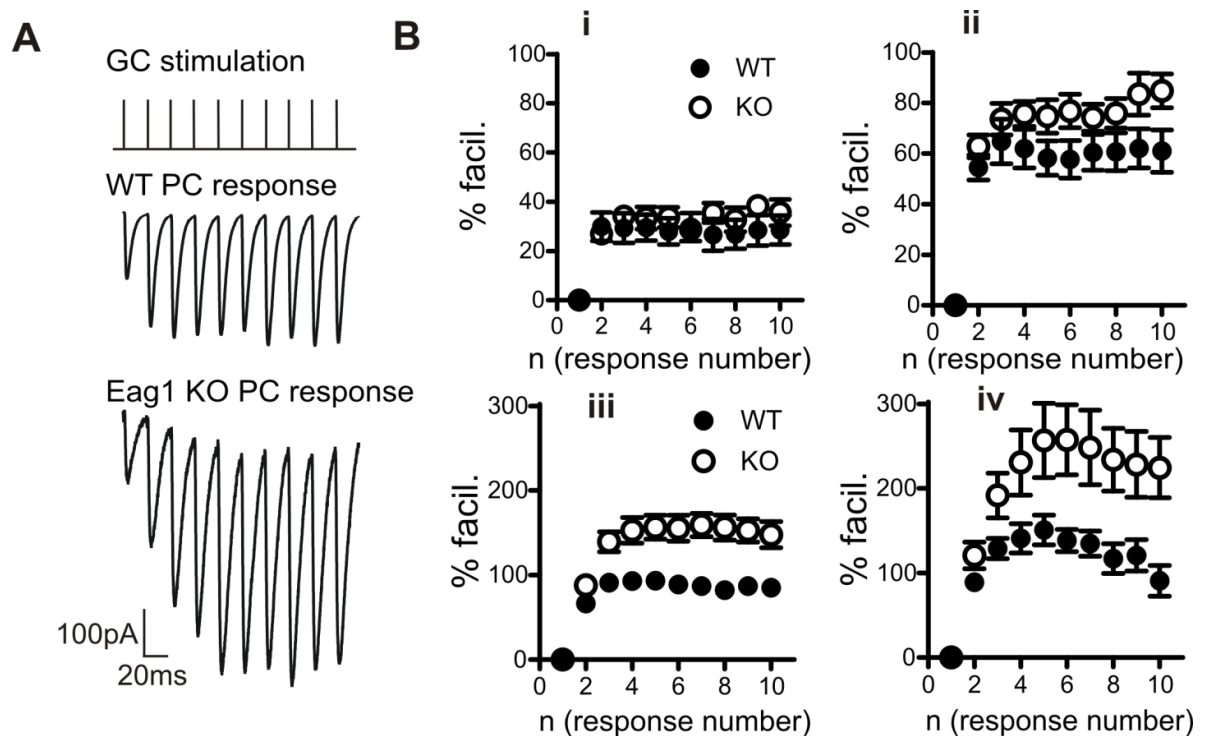 A
GC stimulation
WT PC response
Eag1 KO PC response
100pA
20ms
B
i
WT
KO
% facil.
100
80
60
40
20
0
0 2 4 6 8 10
n (response number)
ii
% facil.
100
80
60
40
20
0
0 2 4 6 8 10
n (response number)
iii
WT
KO
% facil.
300
200
100
0
0 2 4 6 8 10
n (response number)
iv
% facil.
300
200
100
0
0 2 4 6 8 10
n (response number)